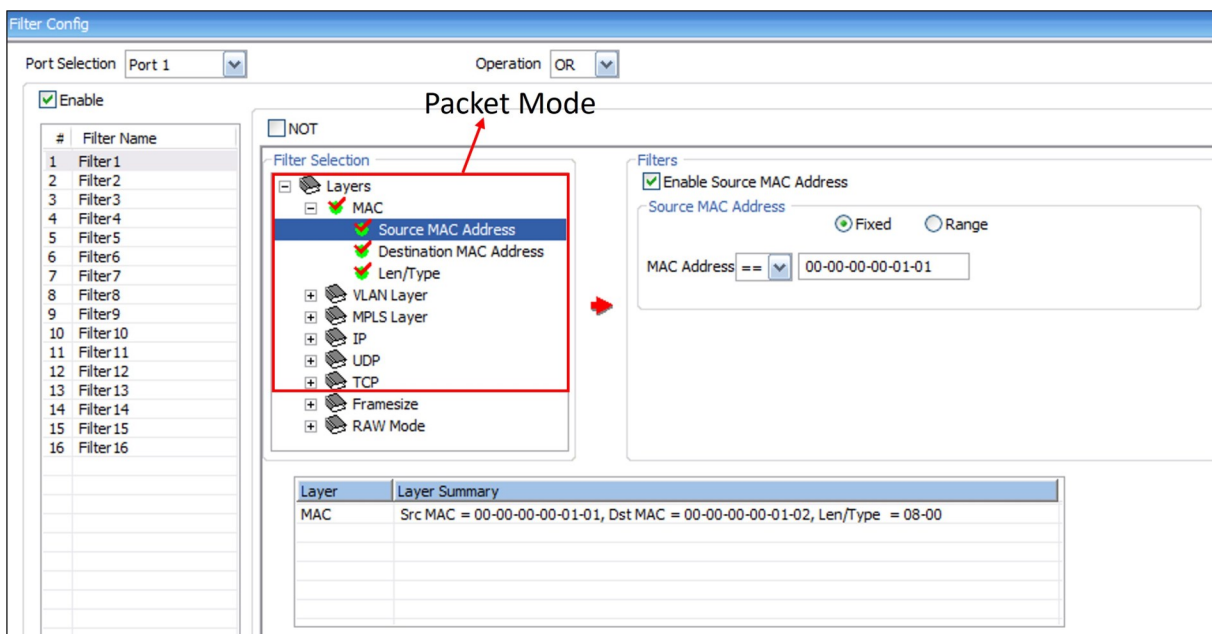 Filter Config
Port Selection Port 1 Operation OR
Enable
Packet Mode
# Filter Name
1 Filter1
2 Filter2
3 Filter3
4 Filter4
5 Filter5
6 Filter6
7 Filter7
8 Filter8
9 Filter9
10 Filter10
11 Filter11
12 Filter12
13 Filter13
14 Filter14
15 Filter15
16 Filter16
NOT
Filter Selection
Layers
MAC
Source MAC Address
Destination MAC Address
Len/Type
VLAN Layer
MPLS Layer
IP
UDP
TCP
Framesize
RAW Mode
Filters
Enable Source MAC Address
Source MAC Address
Fixed Range
MAC Address == 00-00-00-00-01-01
Layer Layer Summary
MAC Src MAC = 00-00-00-00-01-01, Dst MAC = 00-00-00-00-01-02, Len/Type = 08-00